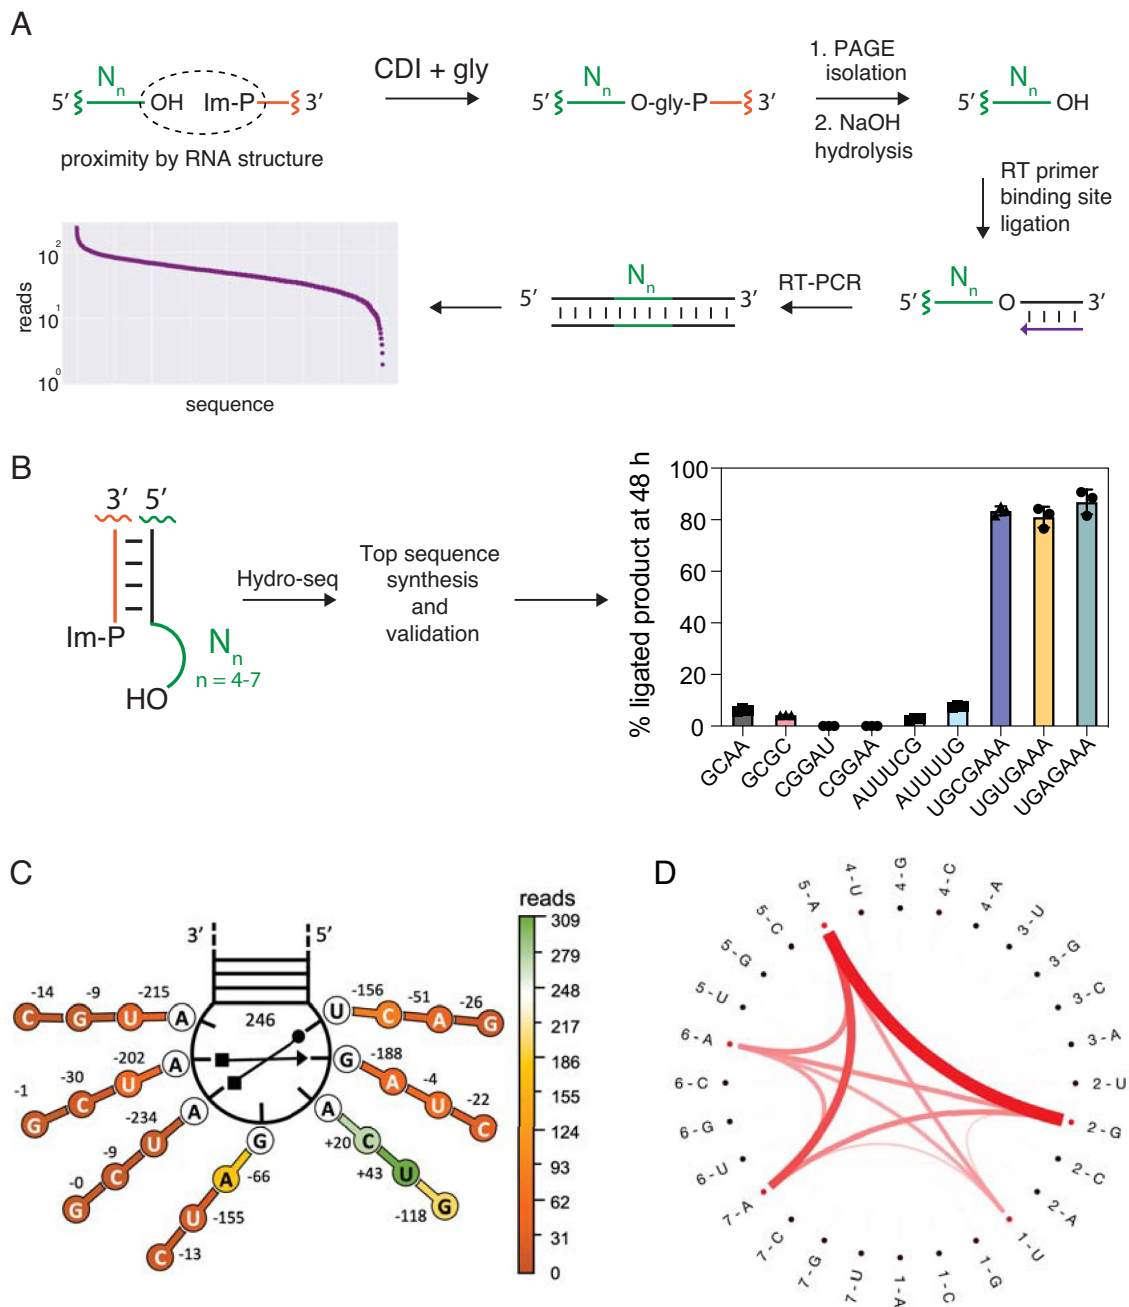 A
5′ Nn OH Im-P 3′
proximity by RNA structure
CDI + gly
5′ Nn O-gly-P 3′
1. PAGE
isolation
2. NaOH
hydrolysis
5′ Nn OH
RT primer
binding site
ligation
5′ Nn O 3′
RT-PCR
5′ Nn 3′
reads
10²
10¹
10⁰
sequence
B
3′ 5′
Im-P
HO
Nn
n = 4-7
Hydro-seq
Top sequence
synthesis
and
validation
% ligated product at 48 h
100
80
60
40
20
0
GCAA
GCGC
CGGAU
CGGAA
AUUUCG
AUUUUG
UGCGAAA
UGUGAAA
UGAGAAA
C
3′ 5′
246
-14 -9 -215
C G U A
-202 -30 -1
A U C G
-234 -9 -0
A U C G
G A U C
-66 -155 -13
A C U G
+20 +43 -118
G A U C
-188 -4 -22
U C A G
-156 -51 -26
reads
309
279
248
217
186
155
124
93
62
31
0
D
4-U
4-G
4-C
4-A
3-U
3-G
3-C
3-A
2-U
2-G
2-C
2-A
1-U
1-G
1-C
1-A
7-U
7-G
7-C
7-A
6-U
6-G
6-C
6-A
5-U
5-G
5-C
5-A